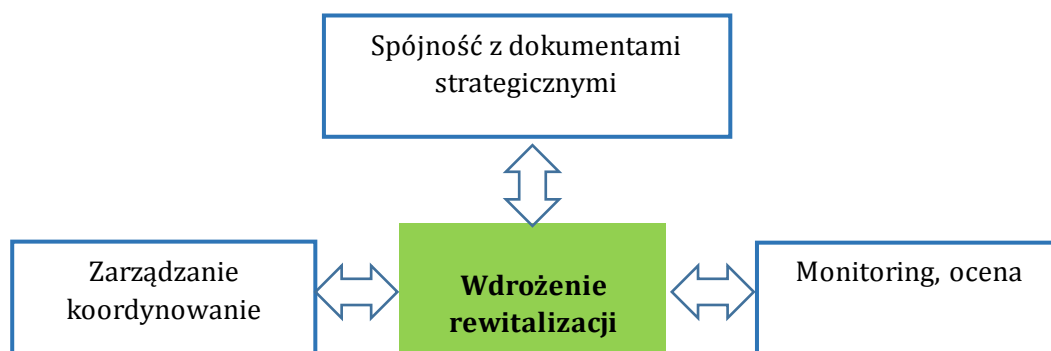 Spójność z dokumentami
strategicznymi
Zarządzanie
koordynowanie
Wdrożenie
rewitalizacji
Monitoring, ocena